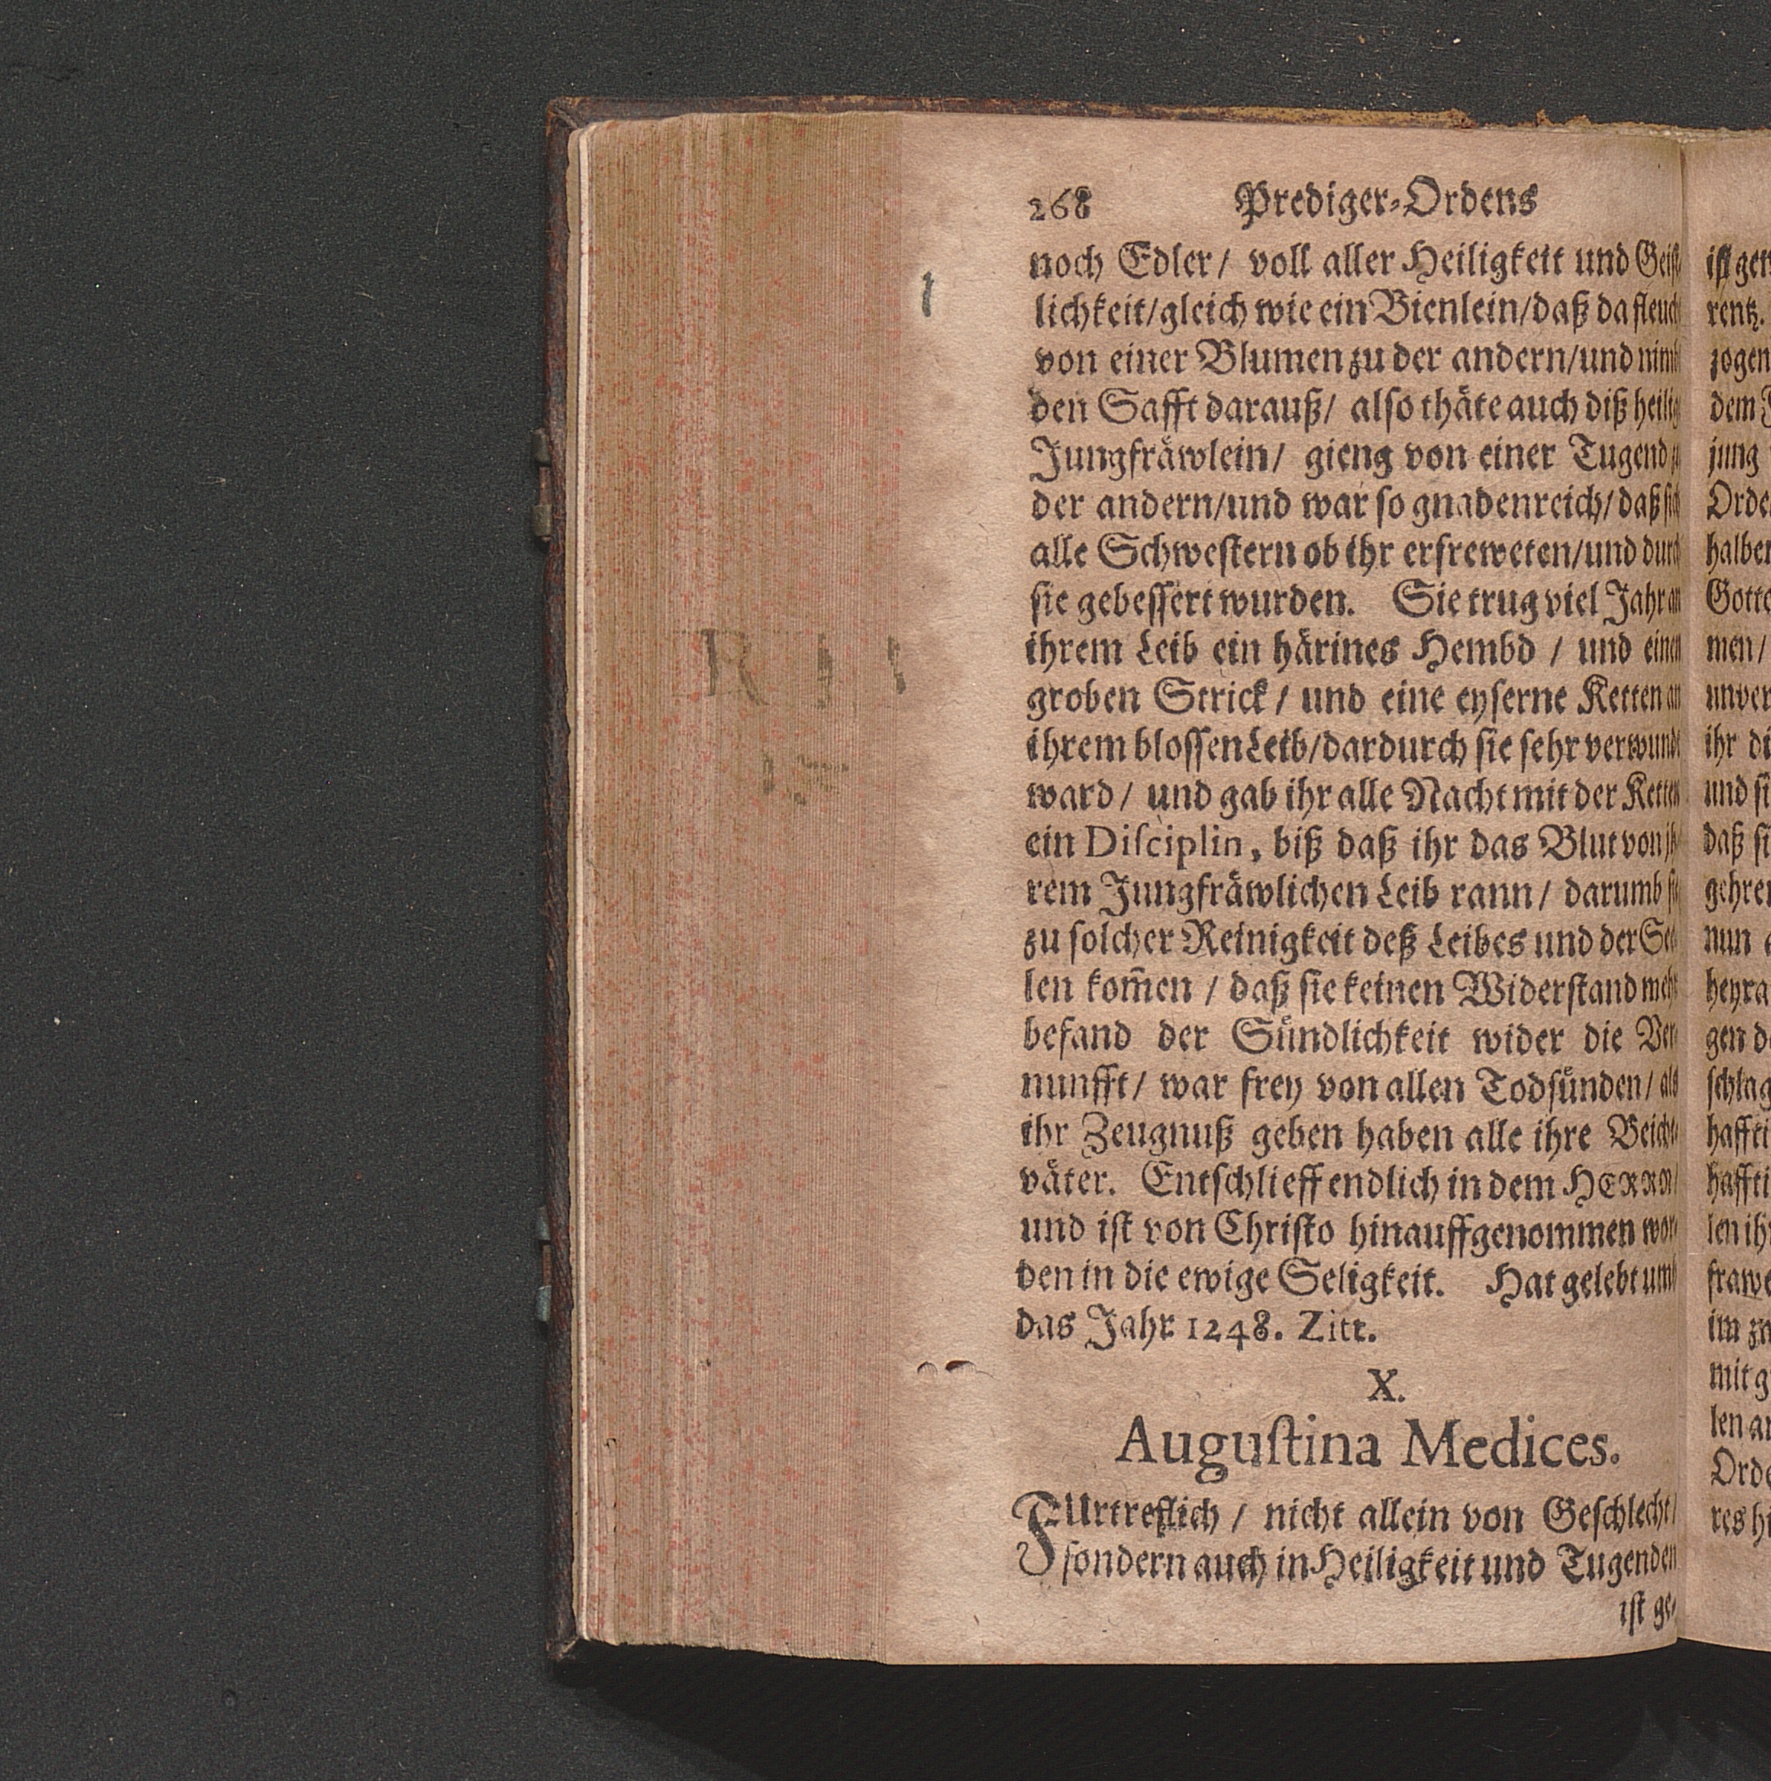 268 Prediger-Ordens
noch Edler / voll aller Heiligkeit und Geist-
lichkeit / gleich wie ein Bienlein / daß da fleucht
von einer Blumen zu der andern / und nimbt
den Safft darauß / also thäte auch diß heilig
Jungfräwlein / gieng von einer Tugend zu
der andern / und war so gnadenreich / daß sich
alle Schwestern ob ihr erfreweten / und durch
sie gebessert wurden. Sie trug viel Jahr an
ihrem Leib ein härines Hembd / und einen
groben Strick / und eine eyserne Ketten an
ihrem blossen Leib / dardurch sie sehr verwundt
ward / und gab ihr alle Nacht mit der Ketten
ein Disciplin, biß daß ihr das Blut von jh-
rem Jungfräwlichen Leib rann / darumb sie
zu solcher Reinigkeit deß Leibes und der See-
len kom̃en / daß sie keinen Widerstand mehr
befand der Sündlichkeit wider die Ver-
nunfft / war frey von allen Todsünden / als
ihr Zeugnuß geben haben alle ihre Beicht-
väter. Entschlieff endlich in dem HERRN /
und ist von Christo hinauffgenommen wor-
den in die ewige Seligkeit. Hat gelebt umb
das Jahr 1248. Zitt.
X.
Augustina Medices.
FUrtreflich / nicht allein von Geschlecht /
sondern auch in Heiligkeit und Tugenden
ist ge-